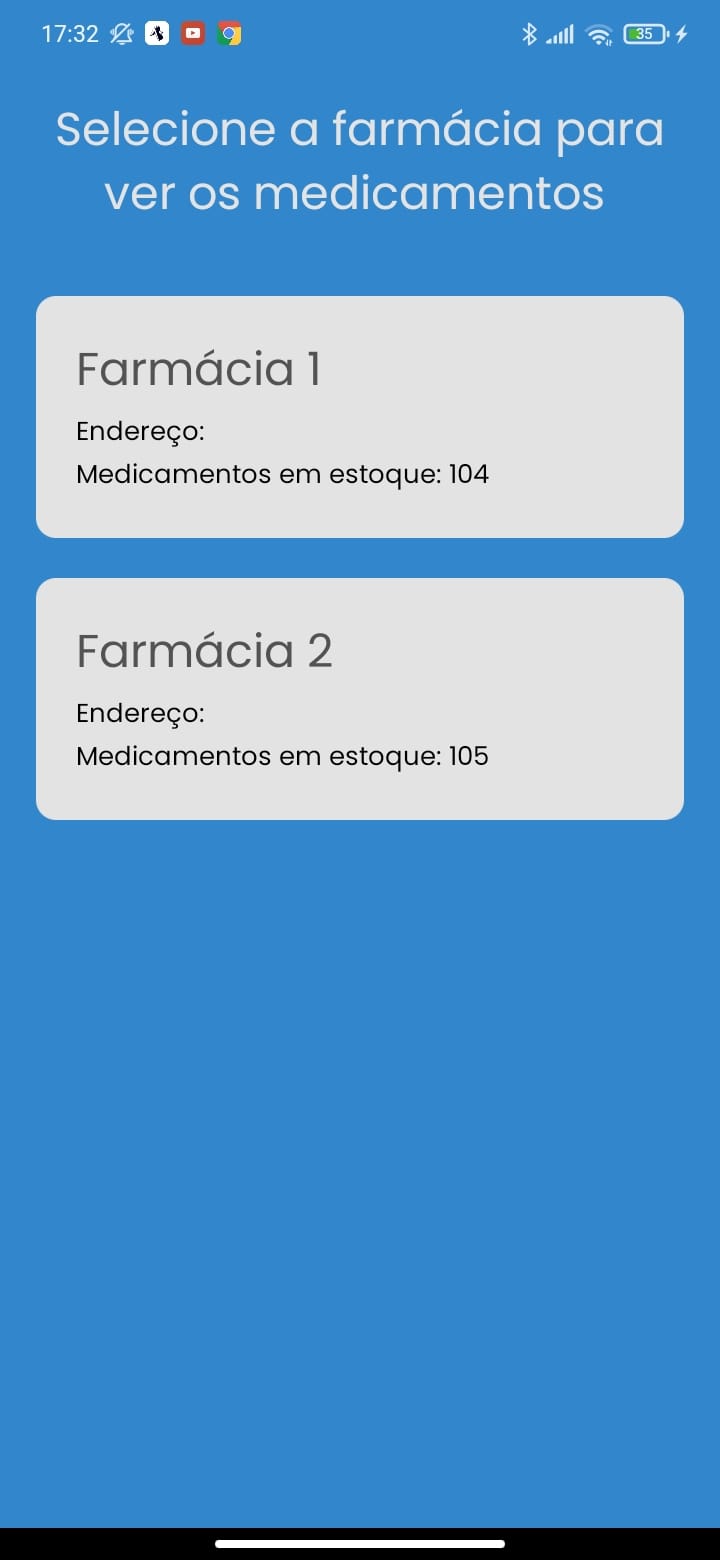 17:32
35
Selecione a farmácia para
ver os medicamentos
Farmácia 1
Endereço:
Medicamentos em estoque: 104
Farmácia 2
Endereço:
Medicamentos em estoque: 105